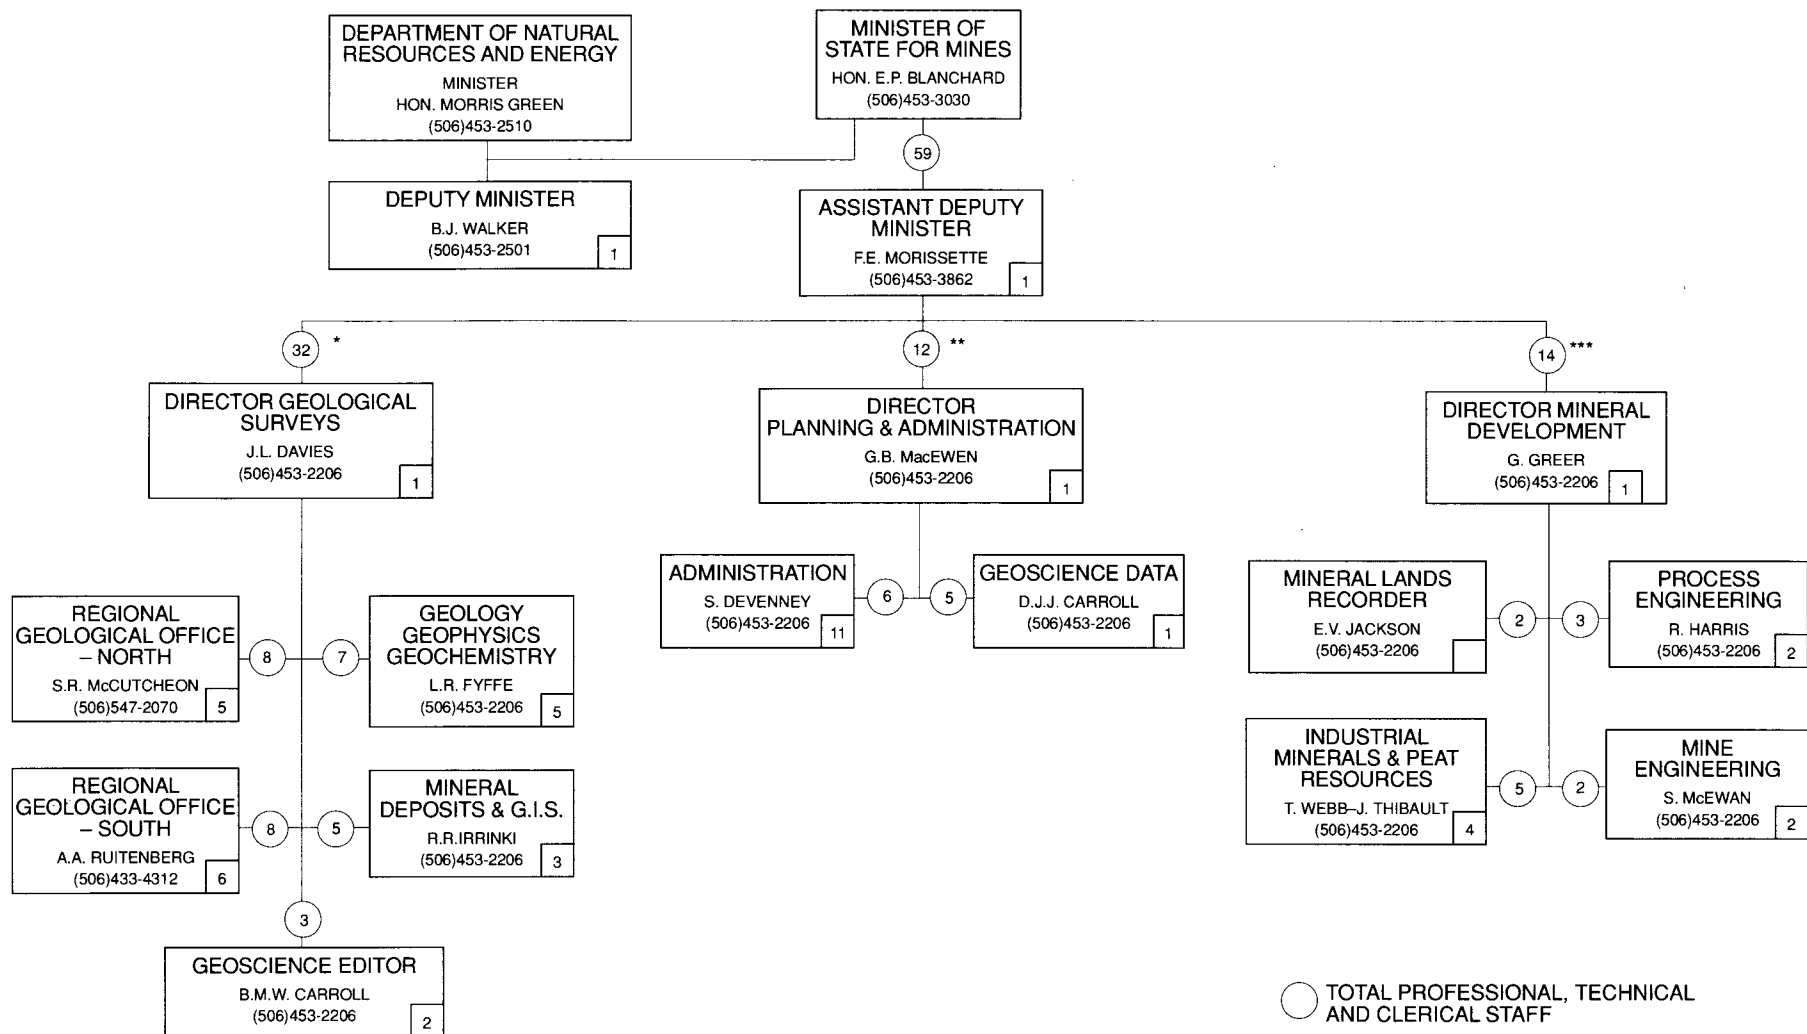 DEPARTMENT OF NATURAL
RESOURCES AND ENERGY
MINISTER
HON. MORRIS GREEN
(506)453-2510
MINISTER OF
STATE FOR MINES
HON. E.P. BLANCHARD
(506)453-3030
59
DEPUTY MINISTER
B.J. WALKER
(506)453-2501
1
ASSISTANT DEPUTY
MINISTER
F.E. MORISSETTE
(506)453-3862
1
32 *
12 **
14 ***
DIRECTOR GEOLOGICAL
SURVEYS
J.L. DAVIES
(506)453-2206
1
DIRECTOR
PLANNING & ADMINISTRATION
G.B. MacEWEN
(506)453-2206
1
DIRECTOR MINERAL
DEVELOPMENT
G. GREER
(506)453-2206
1
REGIONAL
GEOLOGICAL OFFICE
– NORTH
S.R. McCUTCHEON
(506)547-2070
5
8
7
GEOLOGY
GEOPHYSICS
GEOCHEMISTRY
L.R. FYFFE
(506)453-2206
5
REGIONAL
GEOLOGICAL OFFICE
– SOUTH
A.A. RUITENBERG
(506)433-4312
6
8
5
MINERAL
DEPOSITS & G.I.S.
R.R.IRRINKI
(506)453-2206
3
3
GEOSCIENCE EDITOR
B.M.W. CARROLL
(506)453-2206
2
ADMINISTRATION
S. DEVENNEY
(506)453-2206
11
6
5
GEOSCIENCE DATA
D.J.J. CARROLL
(506)453-2206
1
MINERAL LANDS
RECORDER
E.V. JACKSON
(506)453-2206
2
3
PROCESS
ENGINEERING
R. HARRIS
(506)453-2206
2
INDUSTRIAL
MINERALS & PEAT
RESOURCES
T. WEBB–J. THIBAULT
(506)453-2206
4
5
2
MINE
ENGINEERING
S. McEWAN
(506)453-2206
2
TOTAL PROFESSIONAL, TECHNICAL
AND CLERICAL STAFF